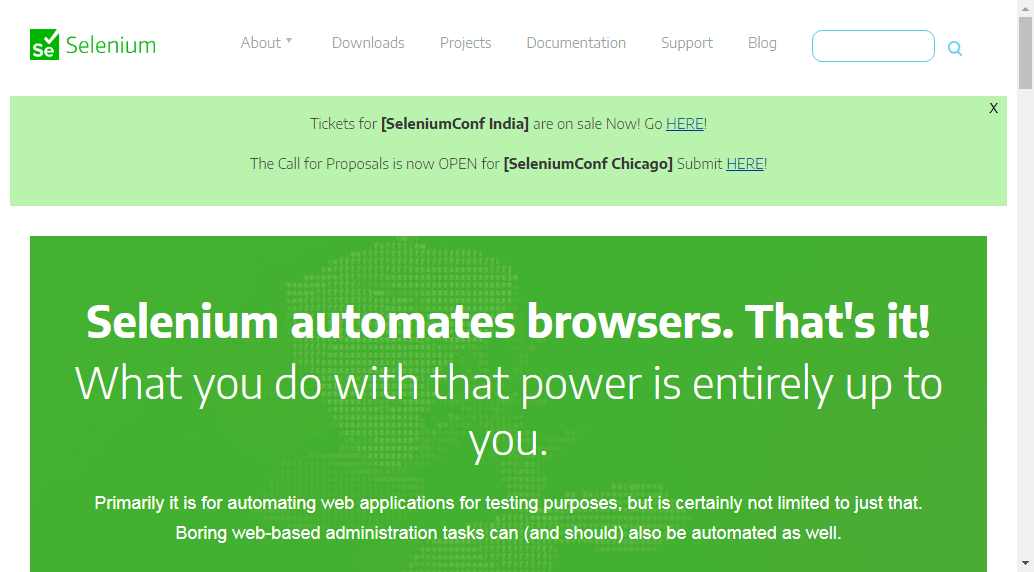 Se Selenium
About
Downloads
Projects
Documentation
Support
Blog
X
Tickets for [SeleniumConf India] are on sale Now! Go HERE!
The Call for Proposals is now OPEN for [SeleniumConf Chicago] Submit HERE!
Selenium automates browsers. That's it!
What you do with that power is entirely up to
you.
Primarily it is for automating web applications for testing purposes, but is certainly not limited to just that.
Boring web-based administration tasks can (and should) also be automated as well.